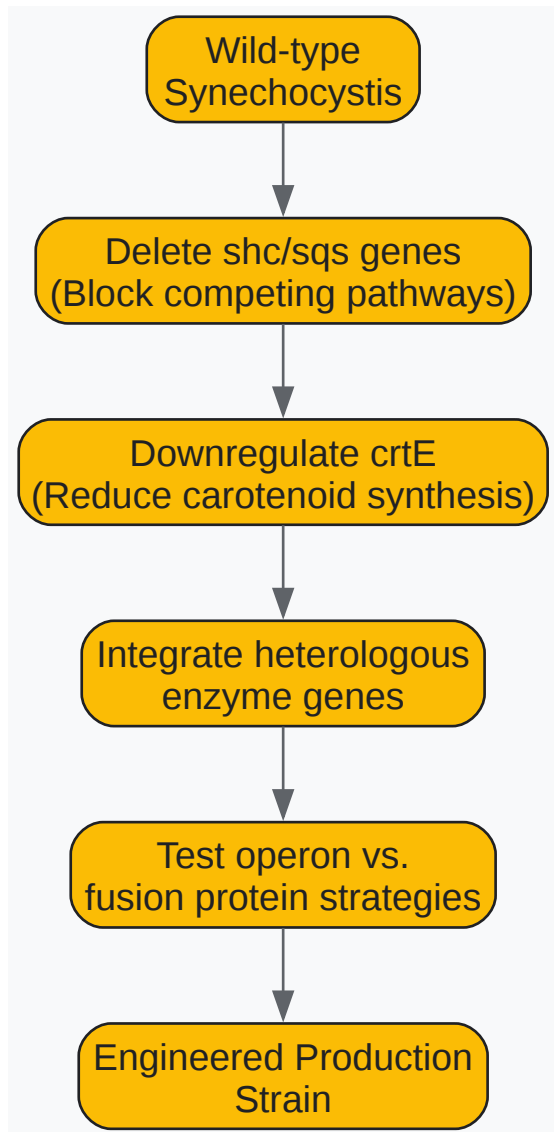 Wild-type
Synechocystis
Delete shc/sqs genes
(Block competing pathways)
Downregulate crtE
(Reduce carotenoid synthesis)
Integrate heterologous
enzyme genes
Test operon vs.
fusion protein strategies
Engineered Production
Strain